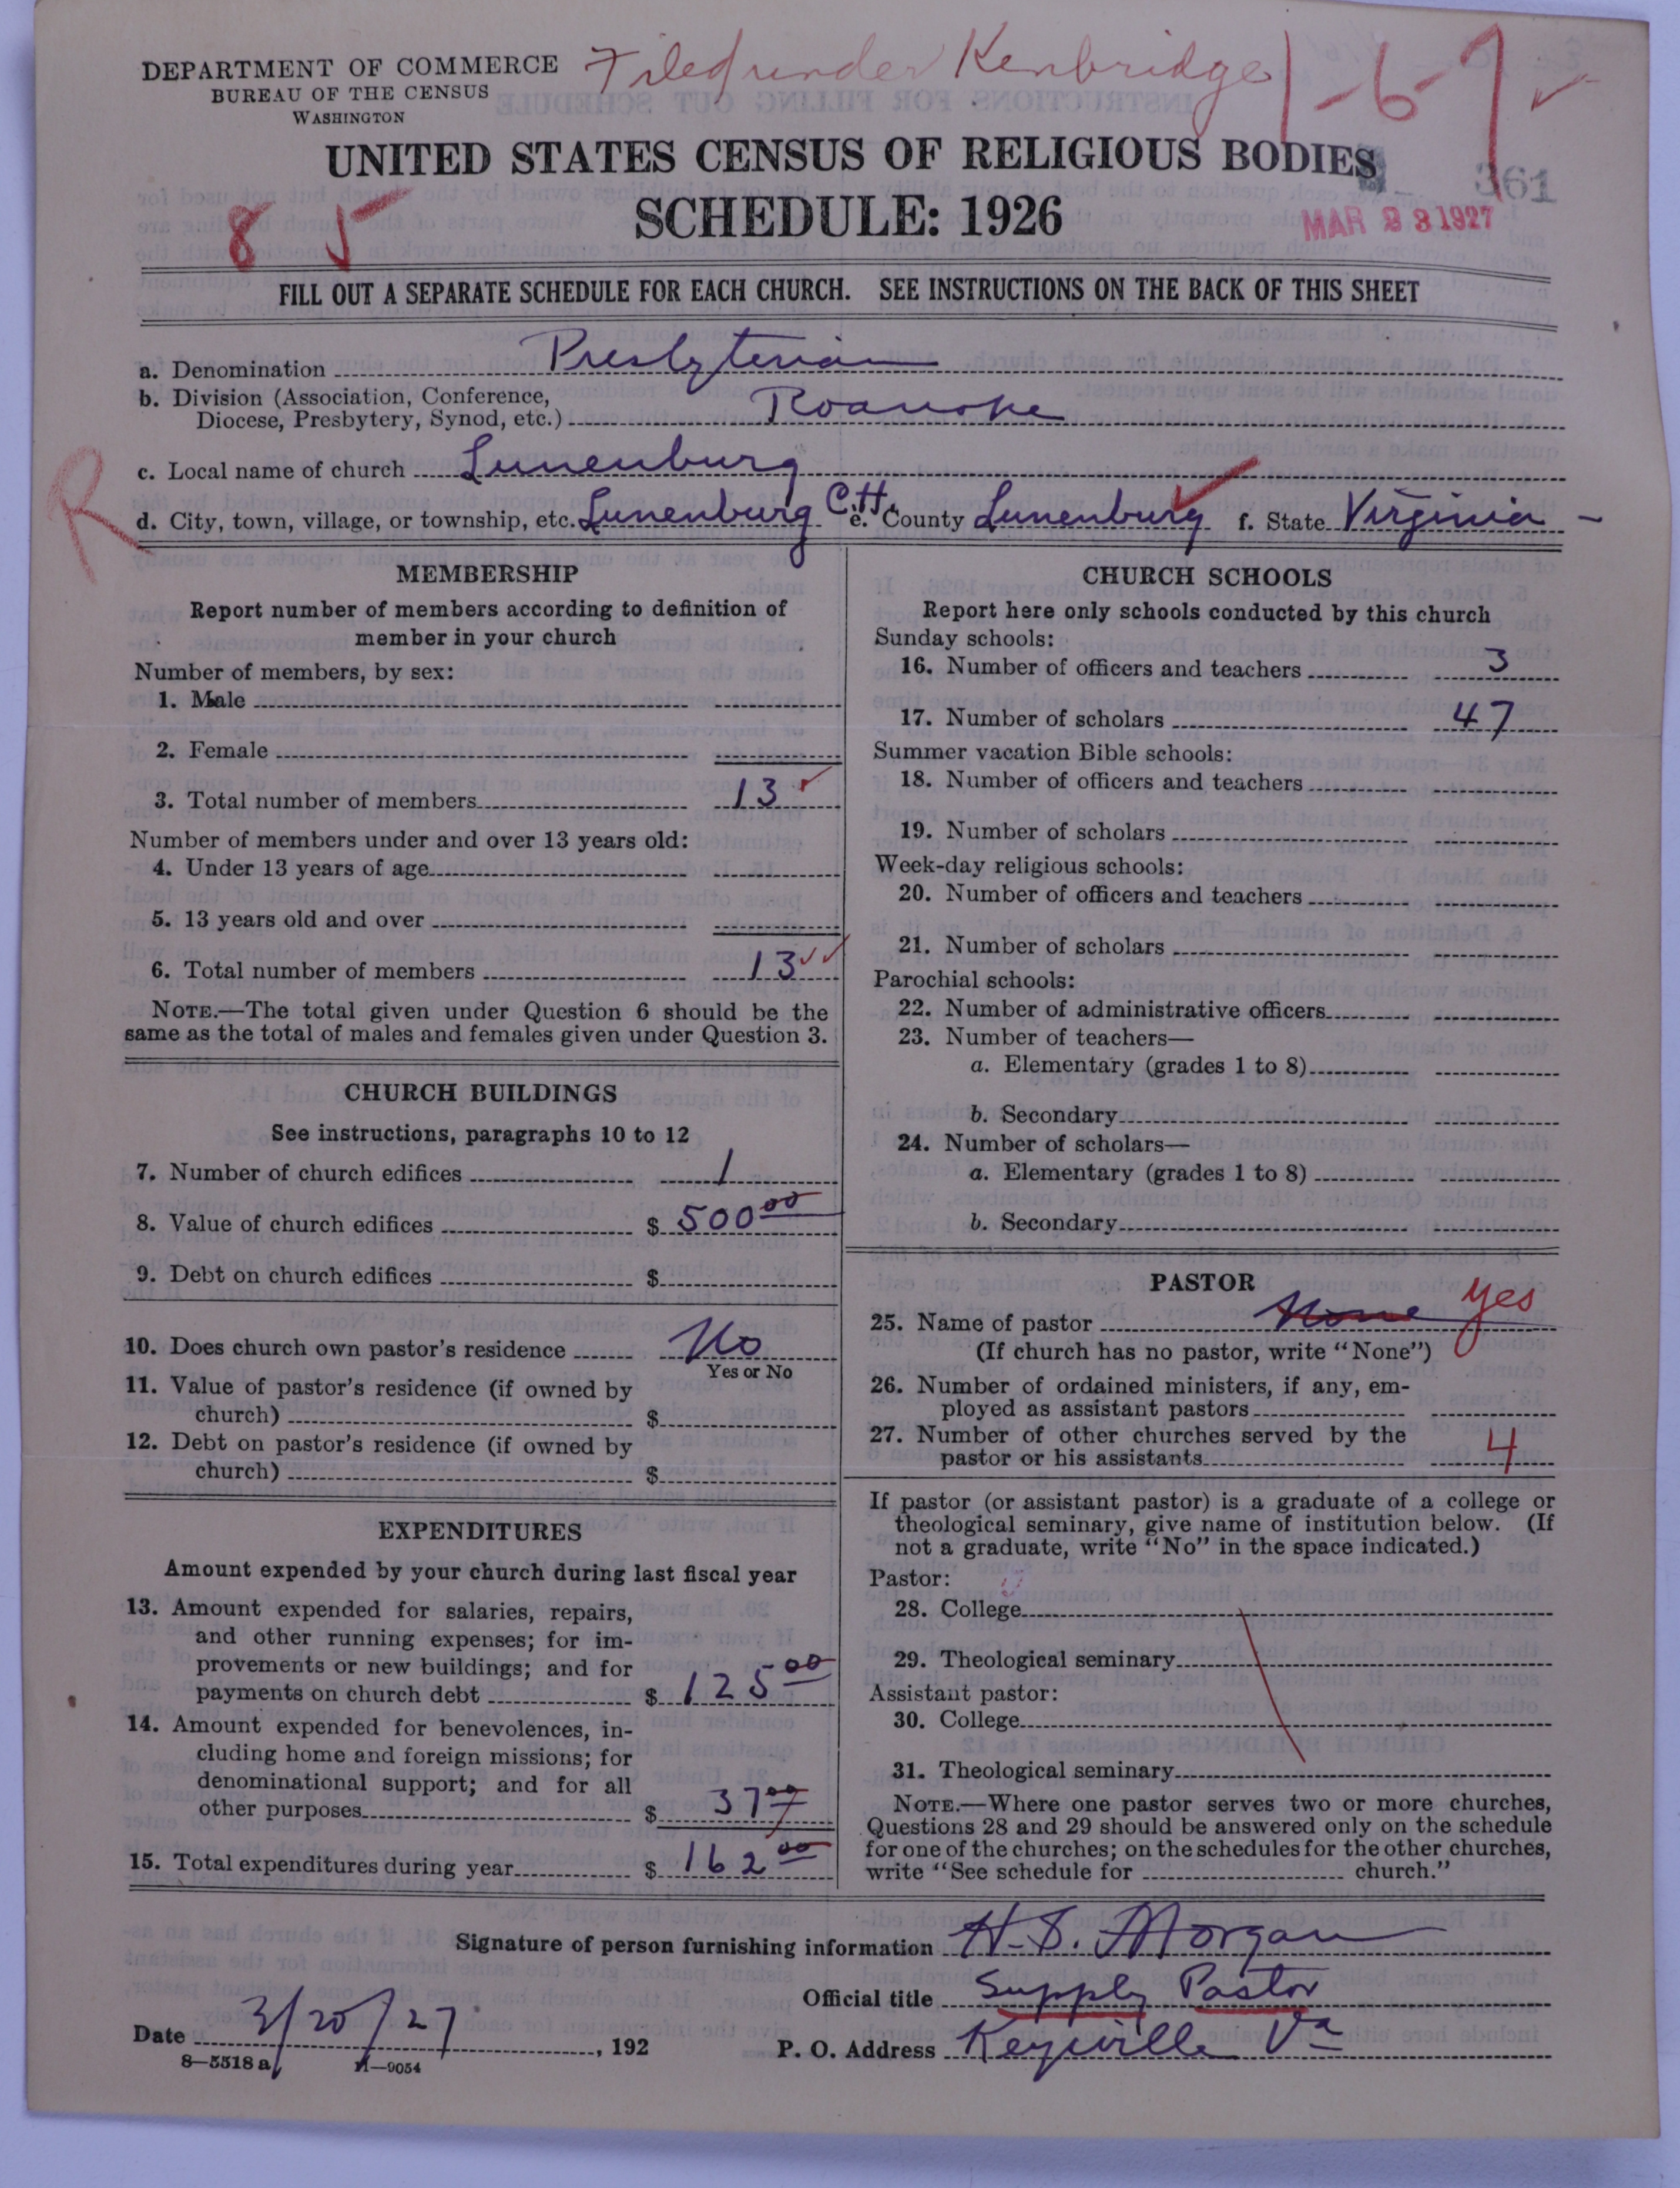 DEPARTMENT OF COMMERCE
BUREAU OF THE CENSUS
WASHINGTON
Filed under Kenbridge
1-6-7
UNITED STATES CENSUS OF RELIGIOUS BODIES
SCHEDULE: 1926
8 5
361
MAR 23 1927
FILL OUT A SEPARATE SCHEDULE FOR EACH CHURCH. SEE INSTRUCTIONS ON THE BACK OF THIS SHEET
a. Denomination Presbyterian
b. Division (Association, Conference,
Diocese, Presbytery, Synod, etc.) Roanoke
R
c. Local name of church Lunenburg
d. City, town, village, or township, etc. Lunenburg C.H. e. County Lunenburg f. State Virginia
MEMBERSHIP
Report number of members according to definition of
member in your church
Number of members, by sex:
1. Male
2. Female
3. Total number of members 13
Number of members under and over 13 years old:
4. Under 13 years of age
5. 13 years old and over
6. Total number of members 13
NOTE.—The total given under Question 6 should be the
same as the total of males and females given under Question 3.
CHURCH BUILDINGS
See instructions, paragraphs 10 to 12
7. Number of church edifices 1
8. Value of church edifices $ 500 00
9. Debt on church edifices $
10. Does church own pastor's residence No
Yes or No
11. Value of pastor's residence (if owned by
church) $
12. Debt on pastor's residence (if owned by
church) $
EXPENDITURES
Amount expended by your church during last fiscal year
13. Amount expended for salaries, repairs,
and other running expenses; for im-
provements or new buildings; and for
payments on church debt $ 125 00
14. Amount expended for benevolences, in-
cluding home and foreign missions; for
denominational support; and for all
other purposes $ 37 00
15. Total expenditures during year $ 162 00
CHURCH SCHOOLS
Report here only schools conducted by this church
Sunday schools:
16. Number of officers and teachers 3
17. Number of scholars 47
Summer vacation Bible schools:
18. Number of officers and teachers
19. Number of scholars
Week-day religious schools:
20. Number of officers and teachers
21. Number of scholars
Parochial schools:
22. Number of administrative officers
23. Number of teachers—
a. Elementary (grades 1 to 8)
b. Secondary
24. Number of scholars—
a. Elementary (grades 1 to 8)
b. Secondary
PASTOR
25. Name of pastor None yes
(If church has no pastor, write "None")
26. Number of ordained ministers, if any, em-
ployed as assistant pastors
27. Number of other churches served by the
pastor or his assistants 4
If pastor (or assistant pastor) is a graduate of a college or
theological seminary, give name of institution below. (If
not a graduate, write "No" in the space indicated.)
Pastor:
28. College
29. Theological seminary
Assistant pastor:
30. College
31. Theological seminary
NOTE.—Where one pastor serves two or more churches,
Questions 28 and 29 should be answered only on the schedule
for one of the churches; on the schedules for the other churches,
write "See schedule for church."
Signature of person furnishing information H. S. Morgan
Official title Supply Pastor
Date 3/20/27, 192
P. O. Address Keysville Va
8—5518 a
11—9054